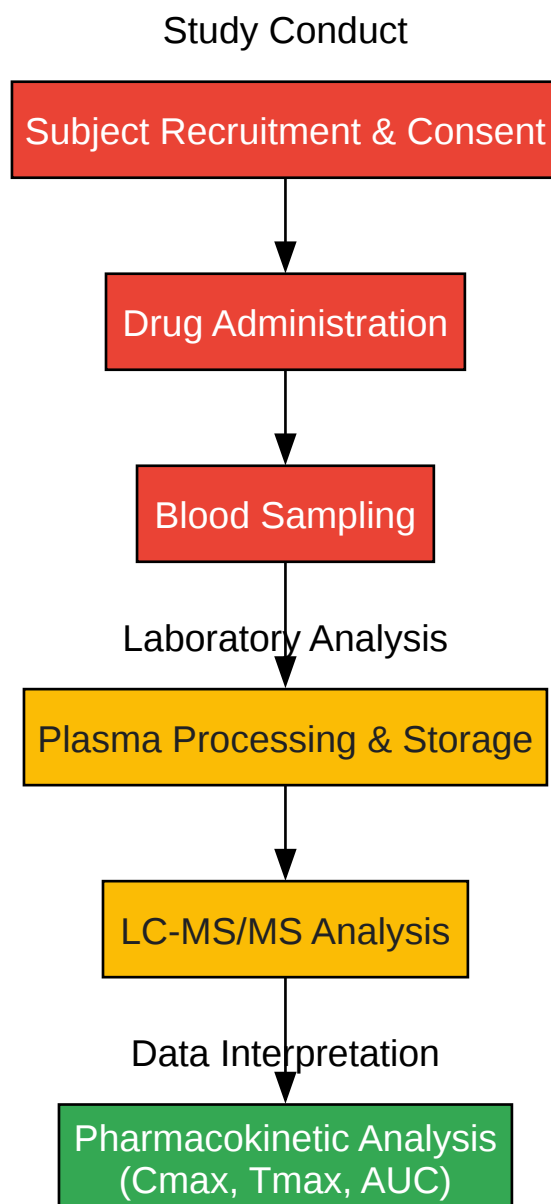 Study Conduct
Subject Recruitment & Consent
Drug Administration
Blood Sampling
Laboratory Analysis
Plasma Processing & Storage
LC-MS/MS Analysis
Data Interpretation
Pharmacokinetic Analysis
(Cmax, Tmax, AUC)